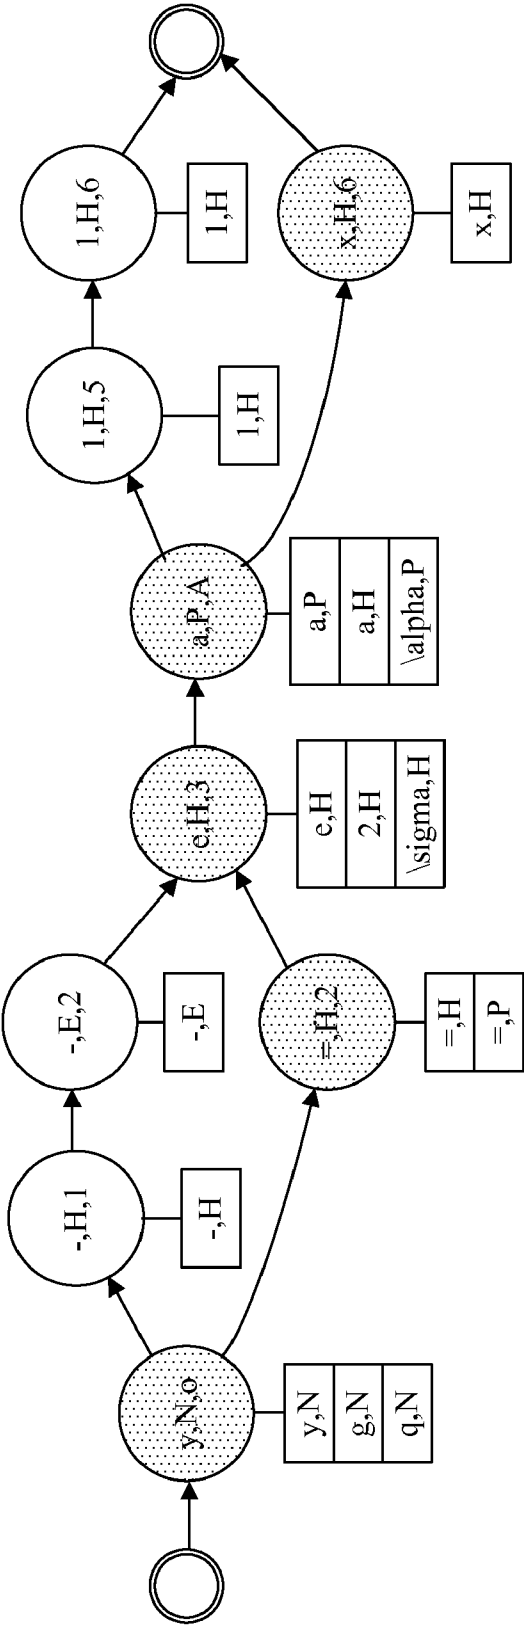 y,N,o
y,N
g,N
q,N
-,H,1
-,H
-,E,2
-,E
=,H,2
=,H
=,P
e,H,3
e,H
2,H
\sigma,H
a,P,A
a,P
a,H
\alpha,P
1,H,5
1,H
1,H,6
1,H
x,H,6
x,H